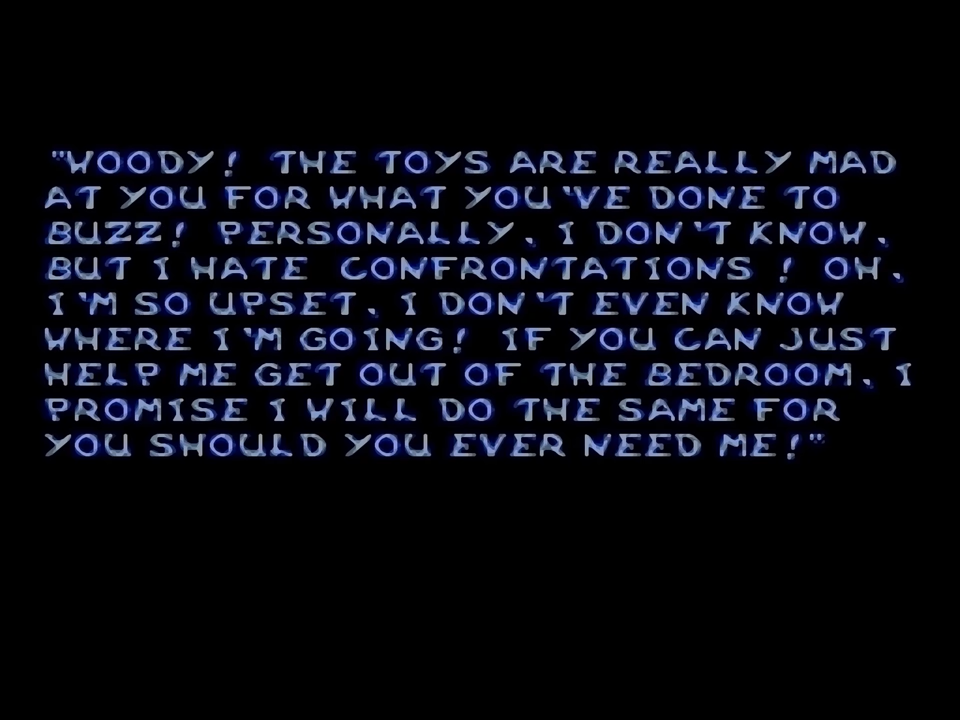 "WOODY! THE TOYS ARE REALLY MAD
AT YOU FOR WHAT YOU'VE DONE TO
BUZZ! PERSONALLY, I DON'T KNOW,
BUT I HATE CONFRONTATIONS ! OH,
I'M SO UPSET, I DON'T EVEN KNOW
WHERE I'M GOING! IF YOU CAN JUST
HELP ME GET OUT OF THE BEDROOM, I
PROMISE I WILL DO THE SAME FOR
YOU SHOULD YOU EVER NEED ME!"